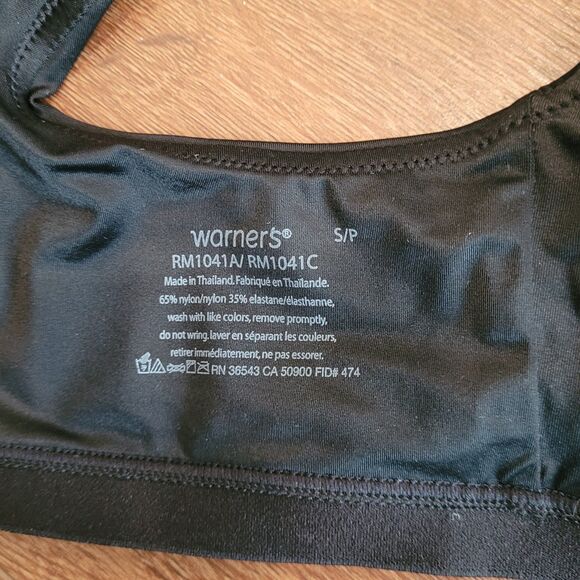 warner's® S/P
RM1041A/ RM1041C
Made in Thailand. Fabriqué en Thaïlande.
65% nylon/nylon 35% elastane/élasthanne,
wash with like colors, remove promptly,
do not wring. laver en séparant les couleurs,
retirer immédiatement, ne pas essorer.
RN 36543 CA 50900 FID# 474